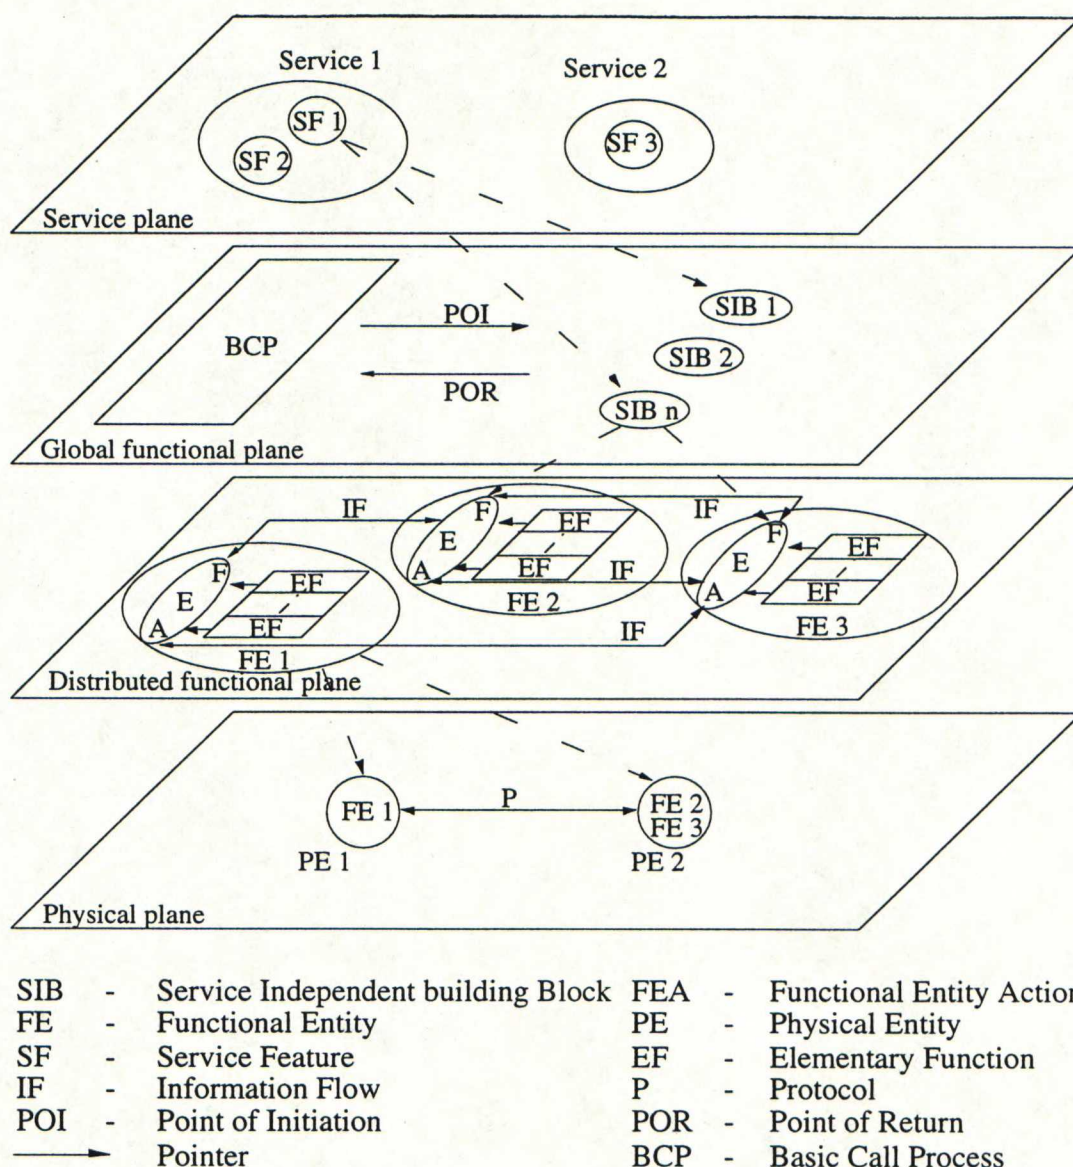 Service 1
Service 2
SF 1
SF 2
SF 3
Service plane
SIB 1
POI
BCP
SIB 2
POR
SIB n
Global functional plane
IF
F
EF
IF
F
E
EF
E
F
EF
A
EF
IF
EF
E
FE 2
A
EF
A
EF
IF
FE 3
FE 1
Distributed functional plane
P
FE 1
FE 2
FE 3
PE 1
PE 2
Physical plane
SIB - Service Independent building Block FEA - Functional Entity Action
FE - Functional Entity PE - Physical Entity
SF - Service Feature EF - Elementary Function
IF - Information Flow P - Protocol
POI - Point of Initiation POR - Point of Return
Pointer BCP - Basic Call Process